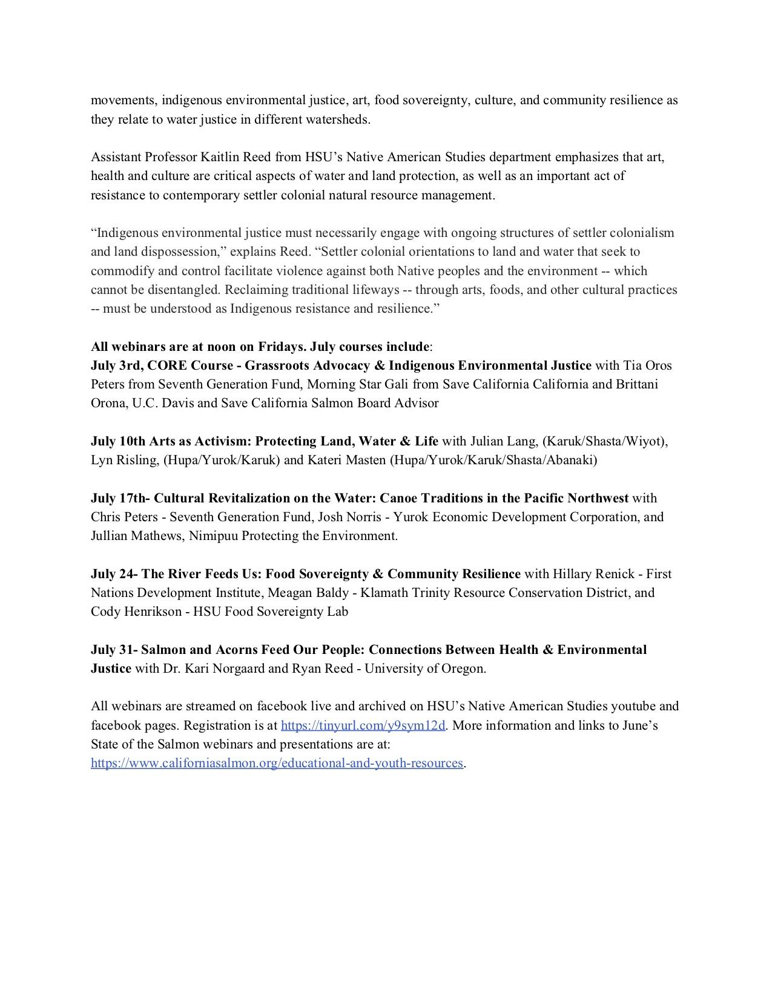 movements, indigenous environmental justice, art, food sovereignty, culture, and community resilience as
they relate to water justice in different watersheds.
Assistant Professor Kaitlin Reed from HSU’s Native American Studies department emphasizes that art,
health and culture are critical aspects of water and land protection, as well as an important act of
resistance to contemporary settler colonial natural resource management.
“Indigenous environmental justice must necessarily engage with ongoing structures of settler colonialism
and land dispossession,” explains Reed. “Settler colonial orientations to land and water that seek to
commodify and control facilitate violence against both Native peoples and the environment -- which
cannot be disentangled. Reclaiming traditional lifeways -- through arts, foods, and other cultural practices
-- must be understood as Indigenous resistance and resilience.”
All webinars are at noon on Fridays. July courses include:
July 3rd, CORE Course - Grassroots Advocacy & Indigenous Environmental Justice with Tia Oros
Peters from Seventh Generation Fund, Morning Star Gali from Save California California and Brittani
Orona, U.C. Davis and Save California Salmon Board Advisor
July 10th Arts as Activism: Protecting Land, Water & Life with Julian Lang, (Karuk/Shasta/Wiyot),
Lyn Risling, (Hupa/Yurok/Karuk) and Kateri Masten (Hupa/Yurok/Karuk/Shasta/Abanaki)
July 17th- Cultural Revitalization on the Water: Canoe Traditions in the Pacific Northwest with
Chris Peters - Seventh Generation Fund, Josh Norris - Yurok Economic Development Corporation, and
Jullian Mathews, Nimipuu Protecting the Environment.
July 24- The River Feeds Us: Food Sovereignty & Community Resilience with Hillary Renick - First
Nations Development Institute, Meagan Baldy - Klamath Trinity Resource Conservation District, and
Cody Henrikson - HSU Food Sovereignty Lab
July 31- Salmon and Acorns Feed Our People: Connections Between Health & Environmental
Justice with Dr. Kari Norgaard and Ryan Reed - University of Oregon.
All webinars are streamed on facebook live and archived on HSU’s Native American Studies youtube and
facebook pages. Registration is at https://tinyurl.com/y9sym12d. More information and links to June’s
State of the Salmon webinars and presentations are at:
https://www.californiasalmon.org/educational-and-youth-resources.